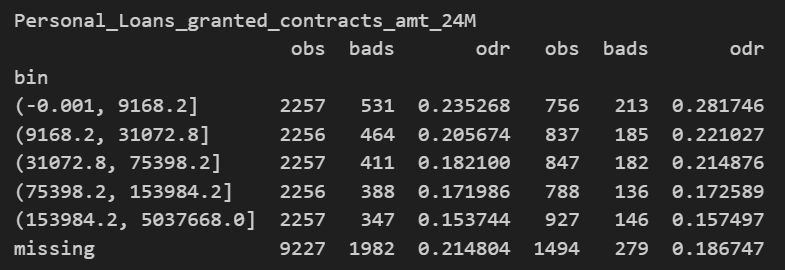 Personal_Loans_granted_contracts_amt_24M
obs bads odr obs bads odr
bin
(-0.001, 9168.2] 2257 531 0.235268 756 213 0.281746
(9168.2, 31072.8] 2256 464 0.205674 837 185 0.221027
(31072.8, 75398.2] 2257 411 0.182100 847 182 0.214876
(75398.2, 153984.2] 2256 388 0.171986 788 136 0.172589
(153984.2, 5037668.0] 2257 347 0.153744 927 146 0.157497
missing 9227 1982 0.214804 1494 279 0.186747